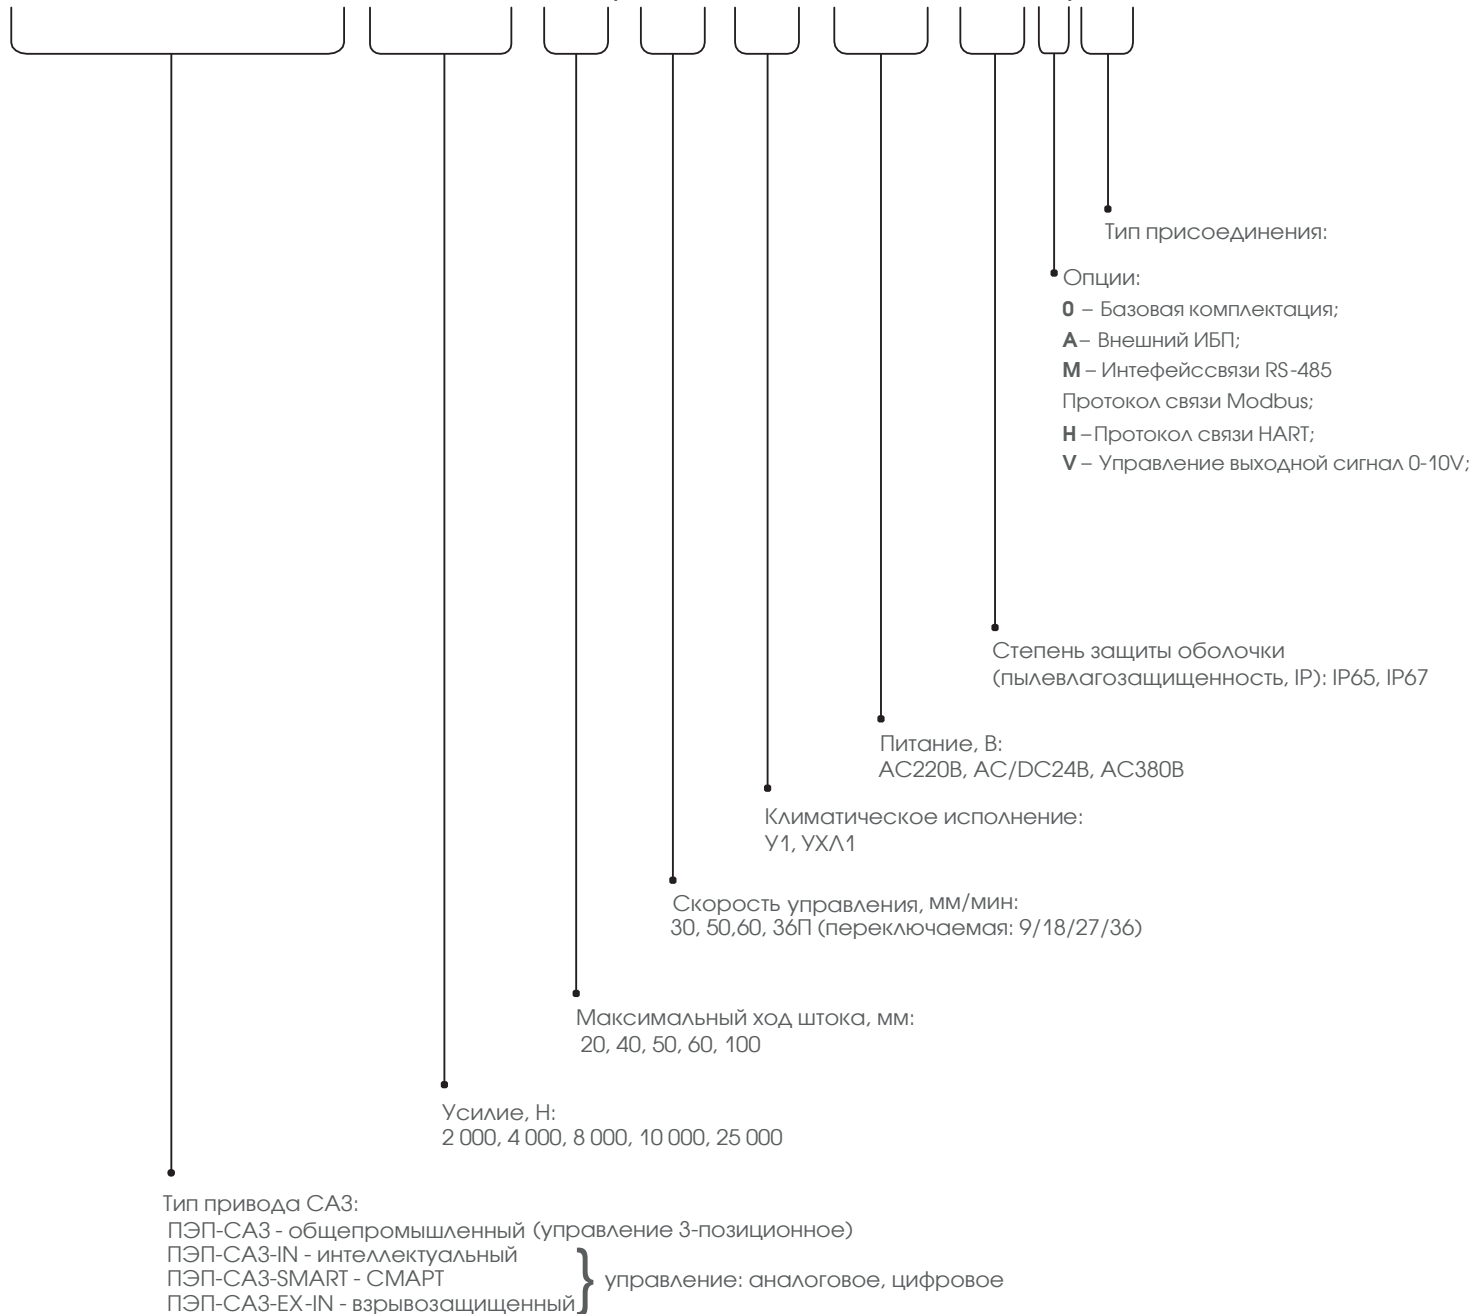 Тип присоединения:
Опции:
0 – Базовая комплектация;
A – Внешний ИБП;
M – Интефейссвязи RS-485
Протокол связи Modbus;
H –Протокол связи HART;
V – Управление выходной сигнал 0-10V;
Степень защиты оболочки
(пылевлагозащищенность, IP): IP65, IP67
Питание, В:
AC220В, AC/DC24В, AC380В
Климатическое исполнение:
У1, УХЛ1
Скорость управления, мм/мин:
30, 50,60, 36П (переключаемая: 9/18/27/36)
Максимальный ход штока, мм:
20, 40, 50, 60, 100
Усилие, Н:
2 000, 4 000, 8 000, 10 000, 25 000
Тип привода СА3:
ПЭП-СА3 - общепромышленный (управление 3-позиционное)
ПЭП-СА3-IN - интеллектуальный
ПЭП-СА3-SMART - СМАРТ } управление: аналоговое, цифровое
ПЭП-СА3-EX-IN - взрывозащищенный